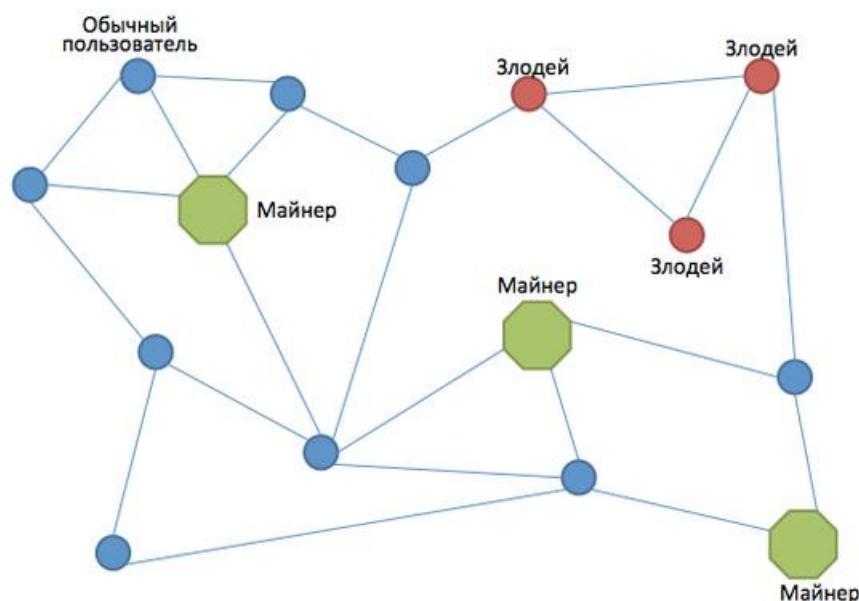 Обычный
пользователь
Злодей
Злодей
Майнер
Злодей
Майнер
Майнер